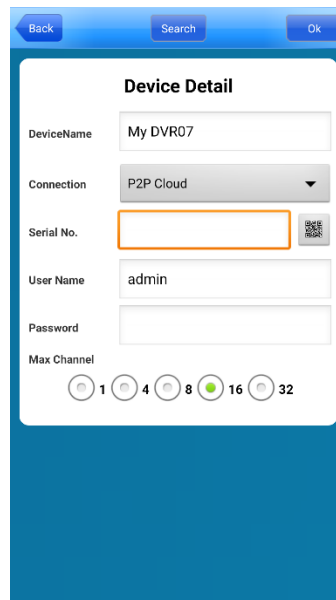 Back Search Ok
Device Detail
DeviceName My DVR07
Connection P2P Cloud
Serial No.
User Name admin
Password
Max Channel
1 4 8 16 32